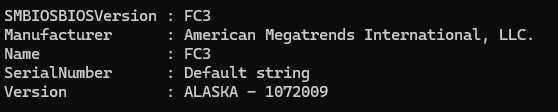 SMBIOSBIOSVersion : FC3
Manufacturer      : American Megatrends International, LLC.
Name              : FC3
SerialNumber      : Default string
Version           : ALASKA - 1072009